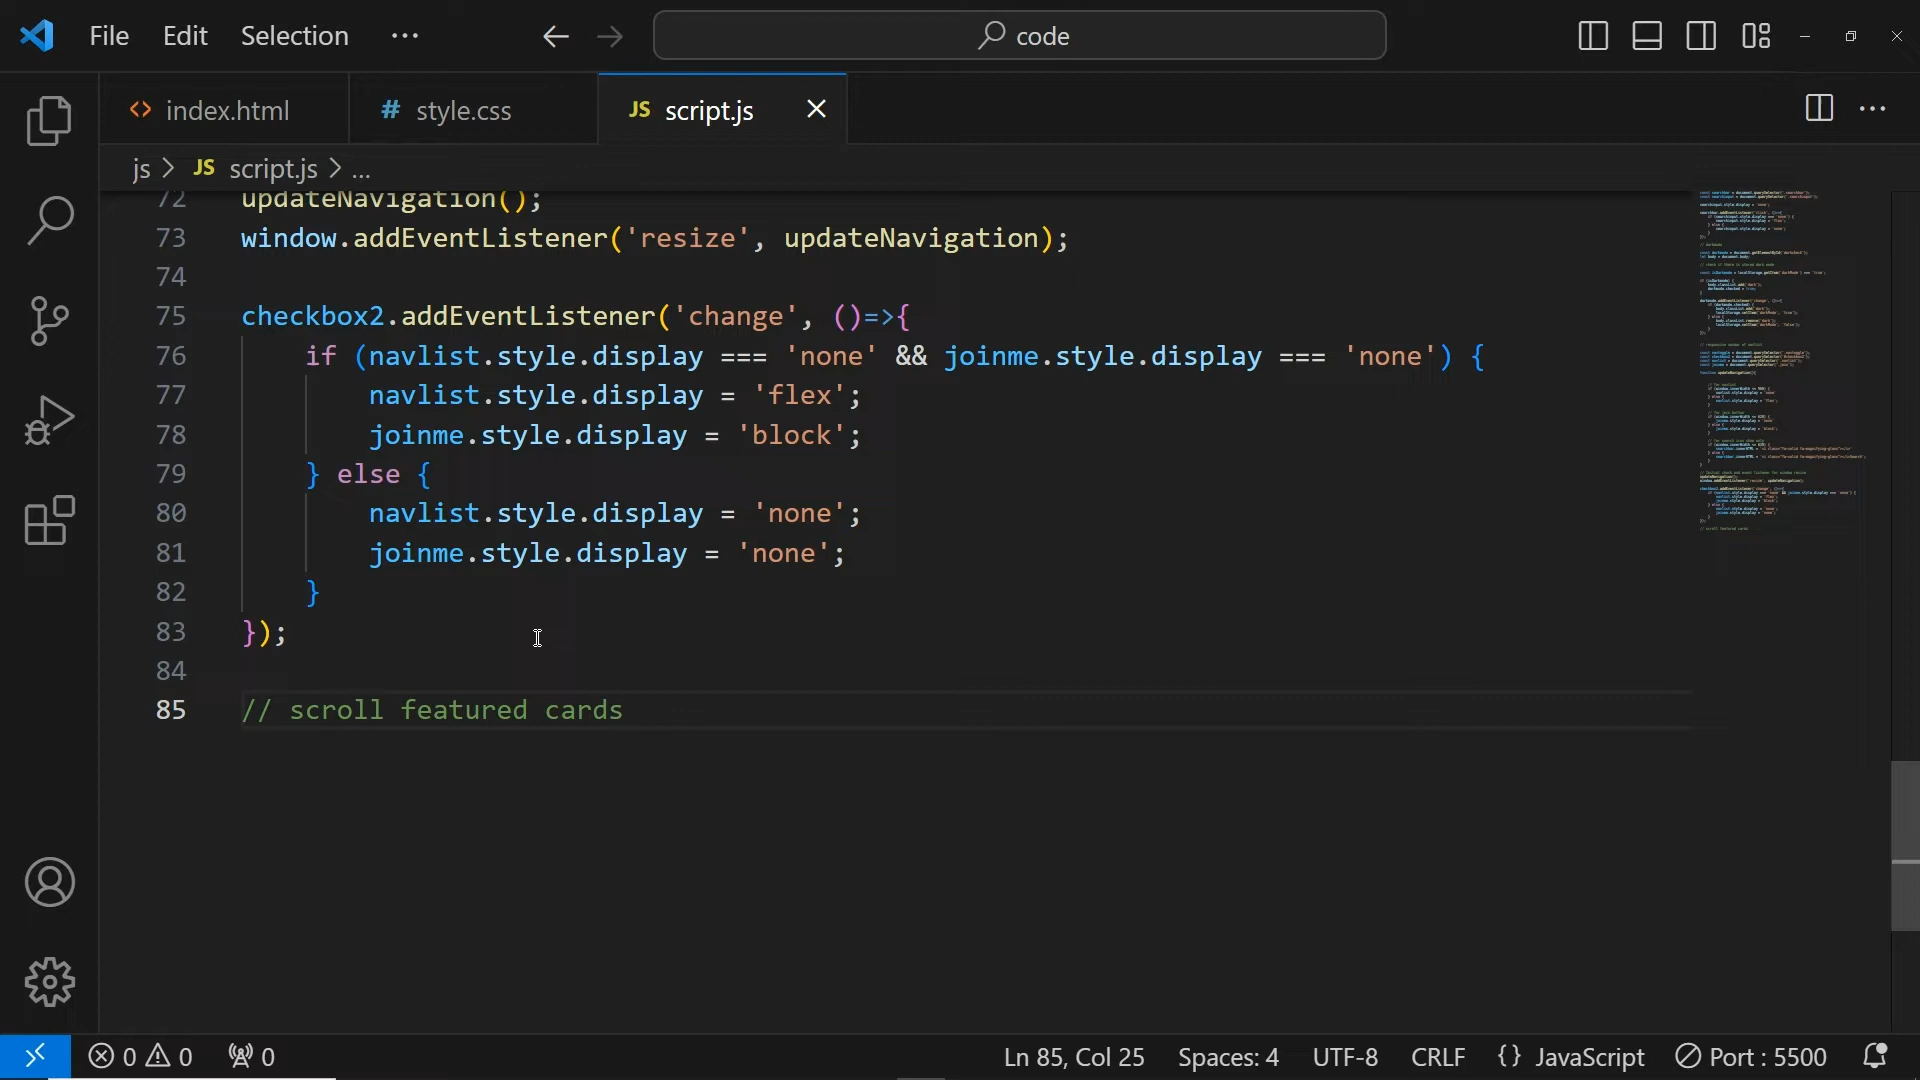 File Edit Selection ··· code
index.html # style.css JS script.js
js > JS script.js > ...
72 updateNavigation();
73 window.addEventListener('resize', updateNavigation);
74
75 checkbox2.addEventListener('change', ()=>{
76 if (navlist.style.display === 'none' && joinme.style.display === 'none') {
77 navlist.style.display = 'flex';
78 joinme.style.display = 'block';
79 } else {
80 navlist.style.display = 'none';
81 joinme.style.display = 'none';
82 }
83 });
84
85 // scroll featured cards
0 0 0 Ln 85, Col 25 Spaces: 4 UTF-8 CRLF {} JavaScript Port : 5500